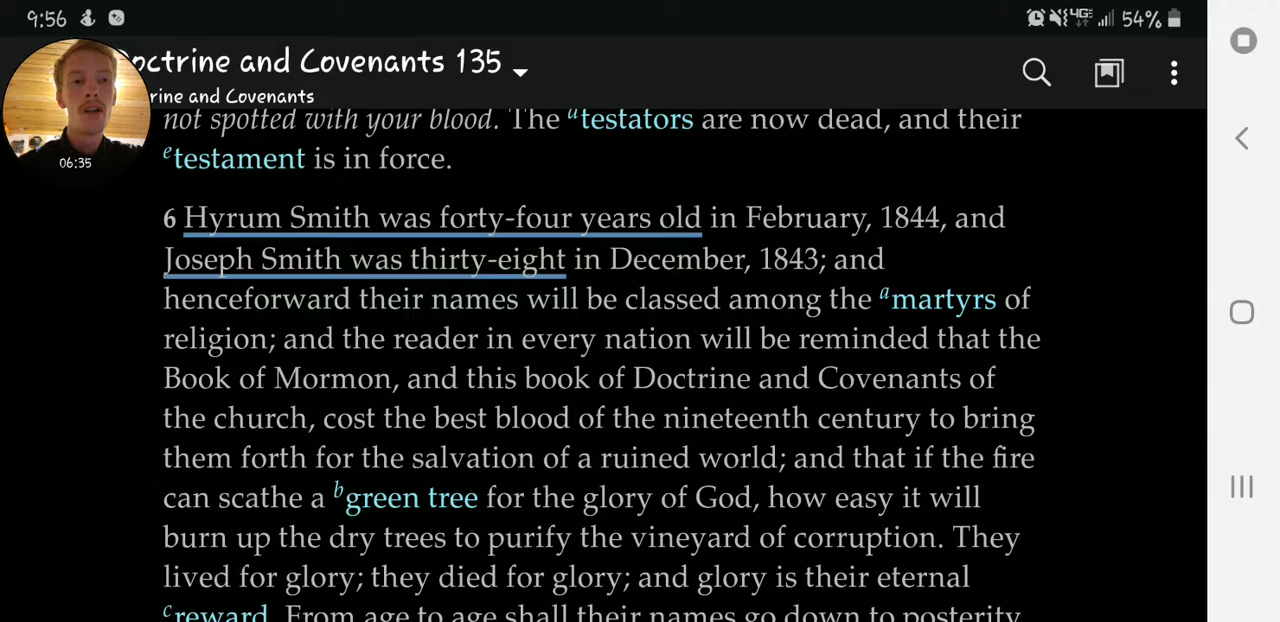 9:56 4GE 54%
octrine and Covenants 135
rine and Covenants
06:35
not spotted with your blood. The a testators are now dead, and their
e testament is in force.
6 Hyrum Smith was forty-four years old in February, 1844, and
Joseph Smith was thirty-eight in December, 1843; and
henceforward their names will be classed among the a martyrs of
religion; and the reader in every nation will be reminded that the
Book of Mormon, and this book of Doctrine and Covenants of
the church, cost the best blood of the nineteenth century to bring
them forth for the salvation of a ruined world; and that if the fire
can scathe a b green tree for the glory of God, how easy it will
burn up the dry trees to purify the vineyard of corruption. They
lived for glory; they died for glory; and glory is their eternal
c reward. From age to age shall their names go down to posterity